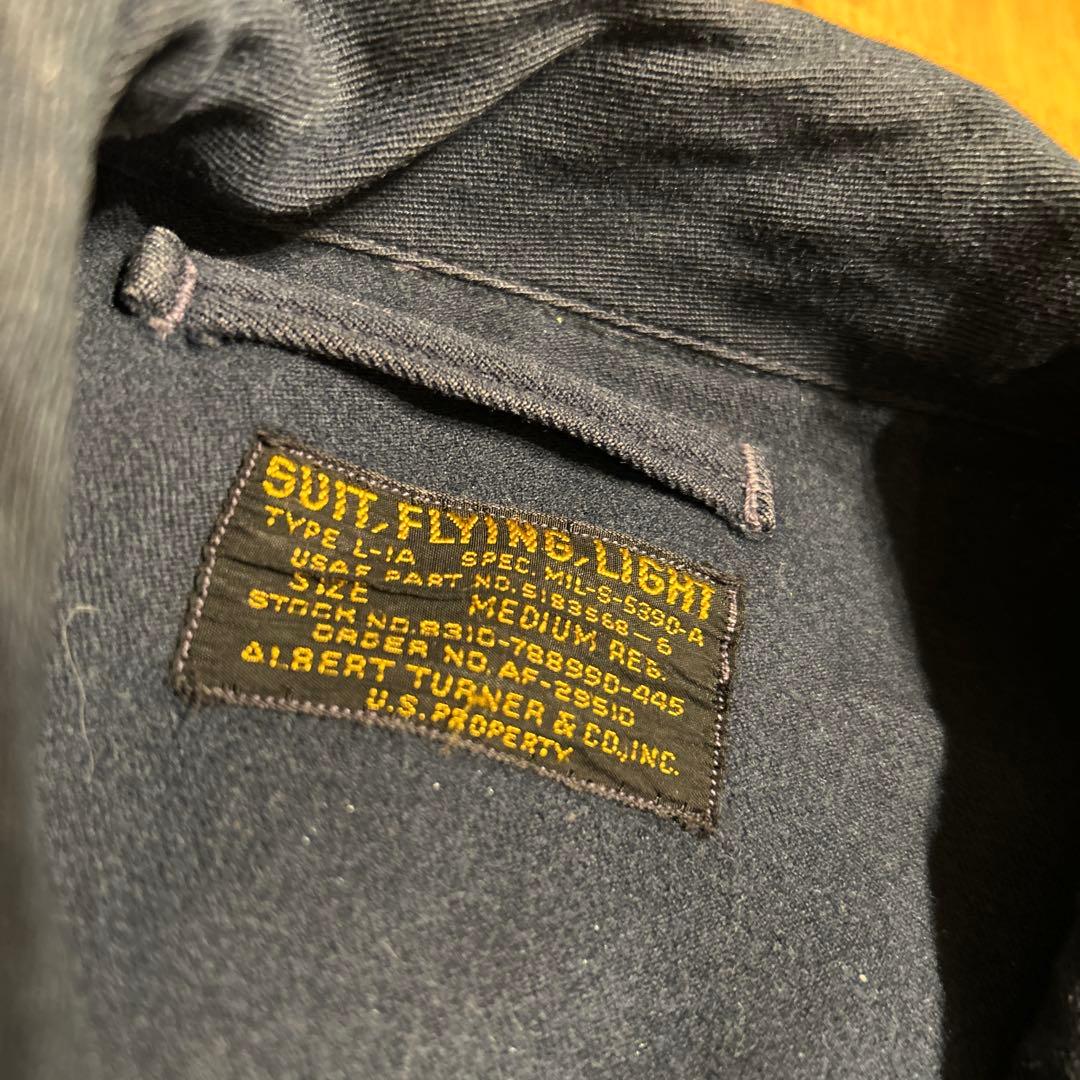 SUIT, FLYING, LIGHT
TYPE L-1A SPEC. MIL-S-5390-A
USAF PART NO. 5183568-6
SIZE MEDIUM REG.
STOCK NO. 8310-788990-445
ORDER NO. AF-29510
ALBERT TURNER & CO., INC.
U.S. PROPERTY